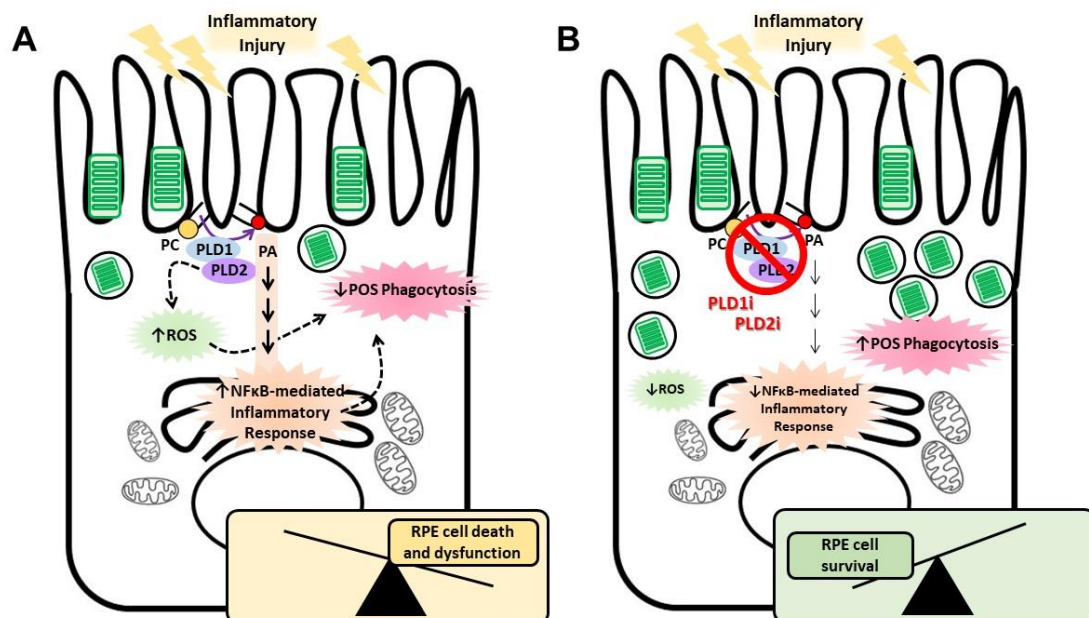 A
Inflammatory
Injury
PC
PLD1
PLD2
PA
↑ROS
↓POS Phagocytosis
↑NFκB-mediated
Inflammatory
Response
RPE cell death
and dysfunction
B
Inflammatory
Injury
PC
PLD1
PLD2
PA
PLD1i
PLD2i
↑POS Phagocytosis
↓ROS
↓NFκB-mediated
Inflammatory
Response
RPE cell
survival